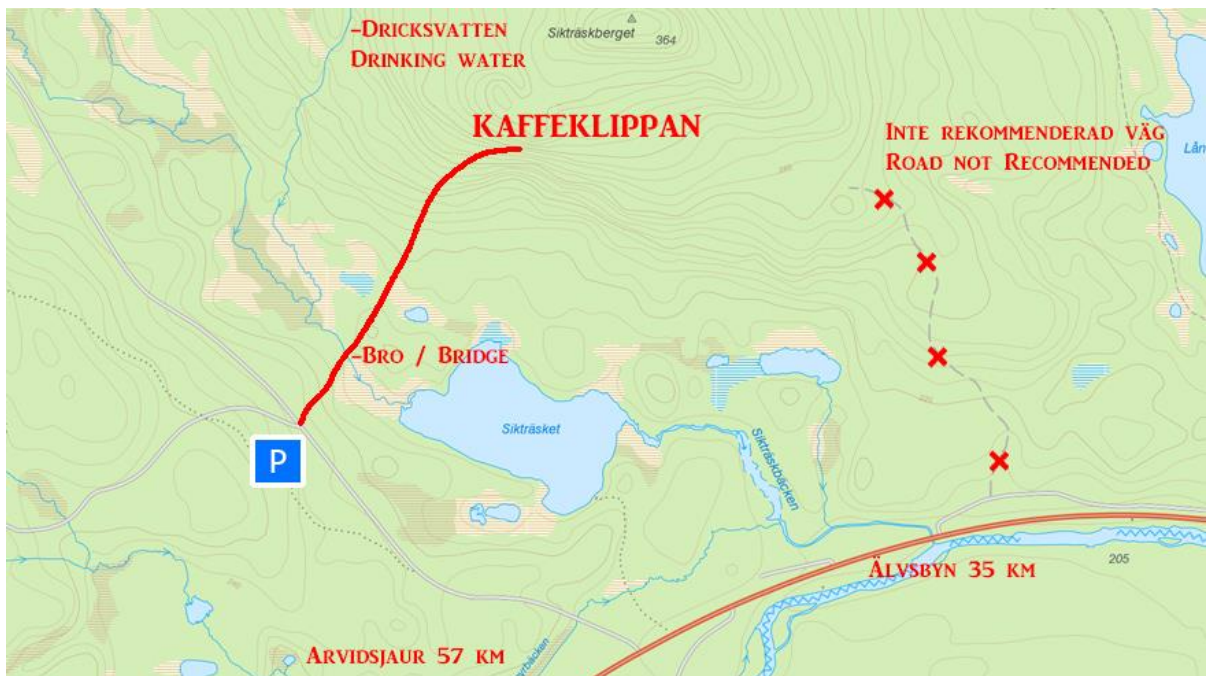 -Dricksvatten
Drinking water
Sikträskberget
364
KAFFEKLIPPAN
Inte rekommenderad väg
Road not Recommended
-Bro / Bridge
Sikträsket
P
Sikträskbäcken
Älvsbyn 35 km
205
Arvidsjaur 57 km